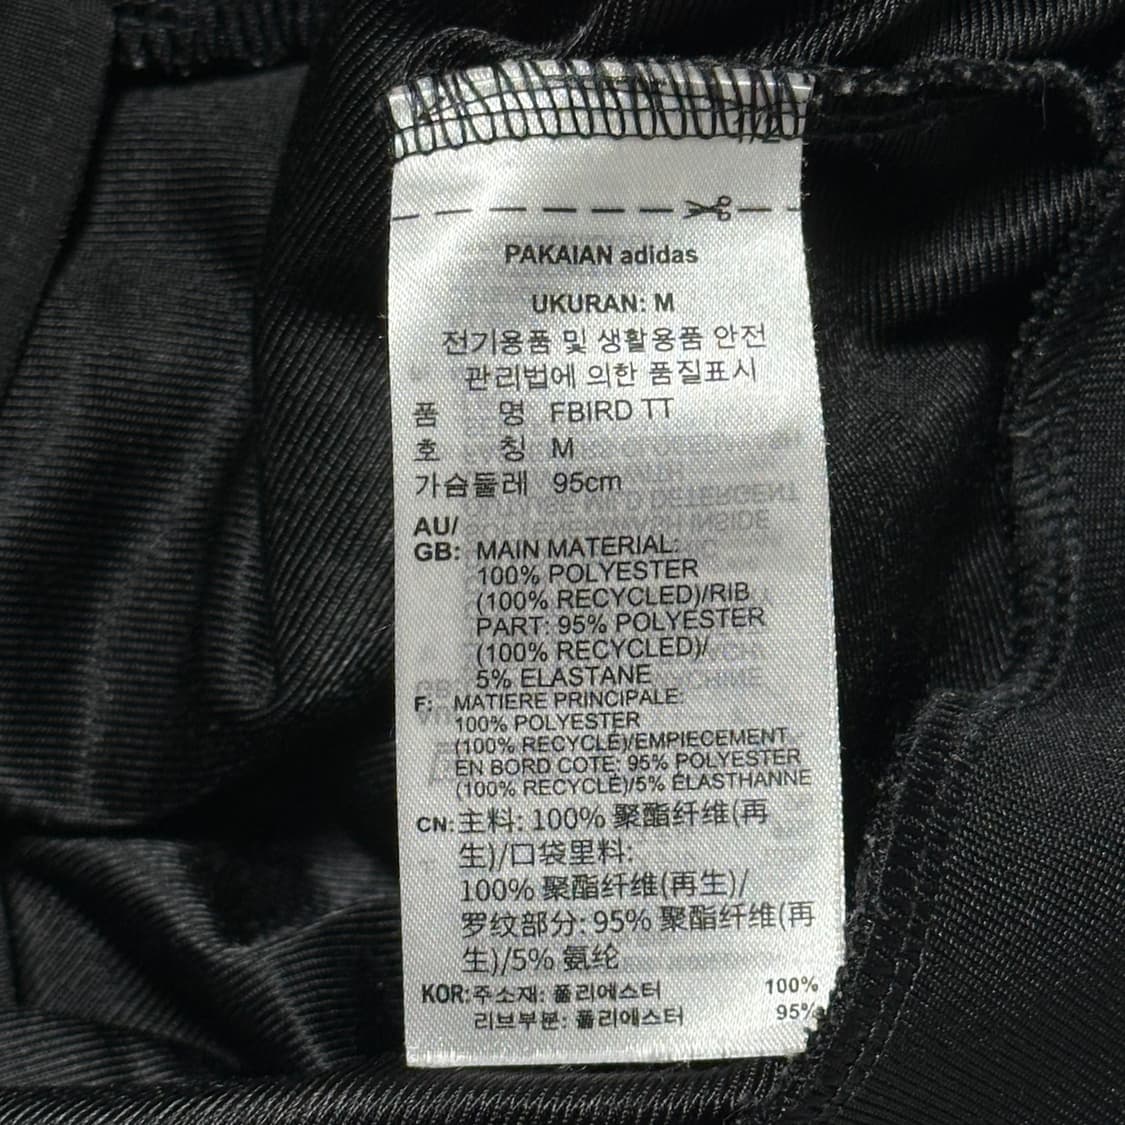 1/2
PAKAIAN adidas
UKURAN: M
전기용품 및 생활용품 안전
관리법에 의한 품질표시
품 명 FBIRD TT
호 칭 M
가슴둘레 95cm
AU/
GB: MAIN MATERIAL:
100% POLYESTER
(100% RECYCLED)/RIB
PART: 95% POLYESTER
(100% RECYCLED)/
5% ELASTANE
F: MATIERE PRINCIPALE:
100% POLYESTER
(100% RECYCLÉ)/EMPIECEMENT
EN BORD COTE: 95% POLYESTER
(100% RECYCLÉ)/5% ÉLASTHANNE
CN: 主料: 100% 聚酯纤维(再
生)/口袋里料:
100% 聚酯纤维(再生)/
罗纹部分: 95% 聚酯纤维(再
生)/5% 氨纶
KOR: 주소재: 폴리에스터 100%
리브부분: 폴리에스터 95%